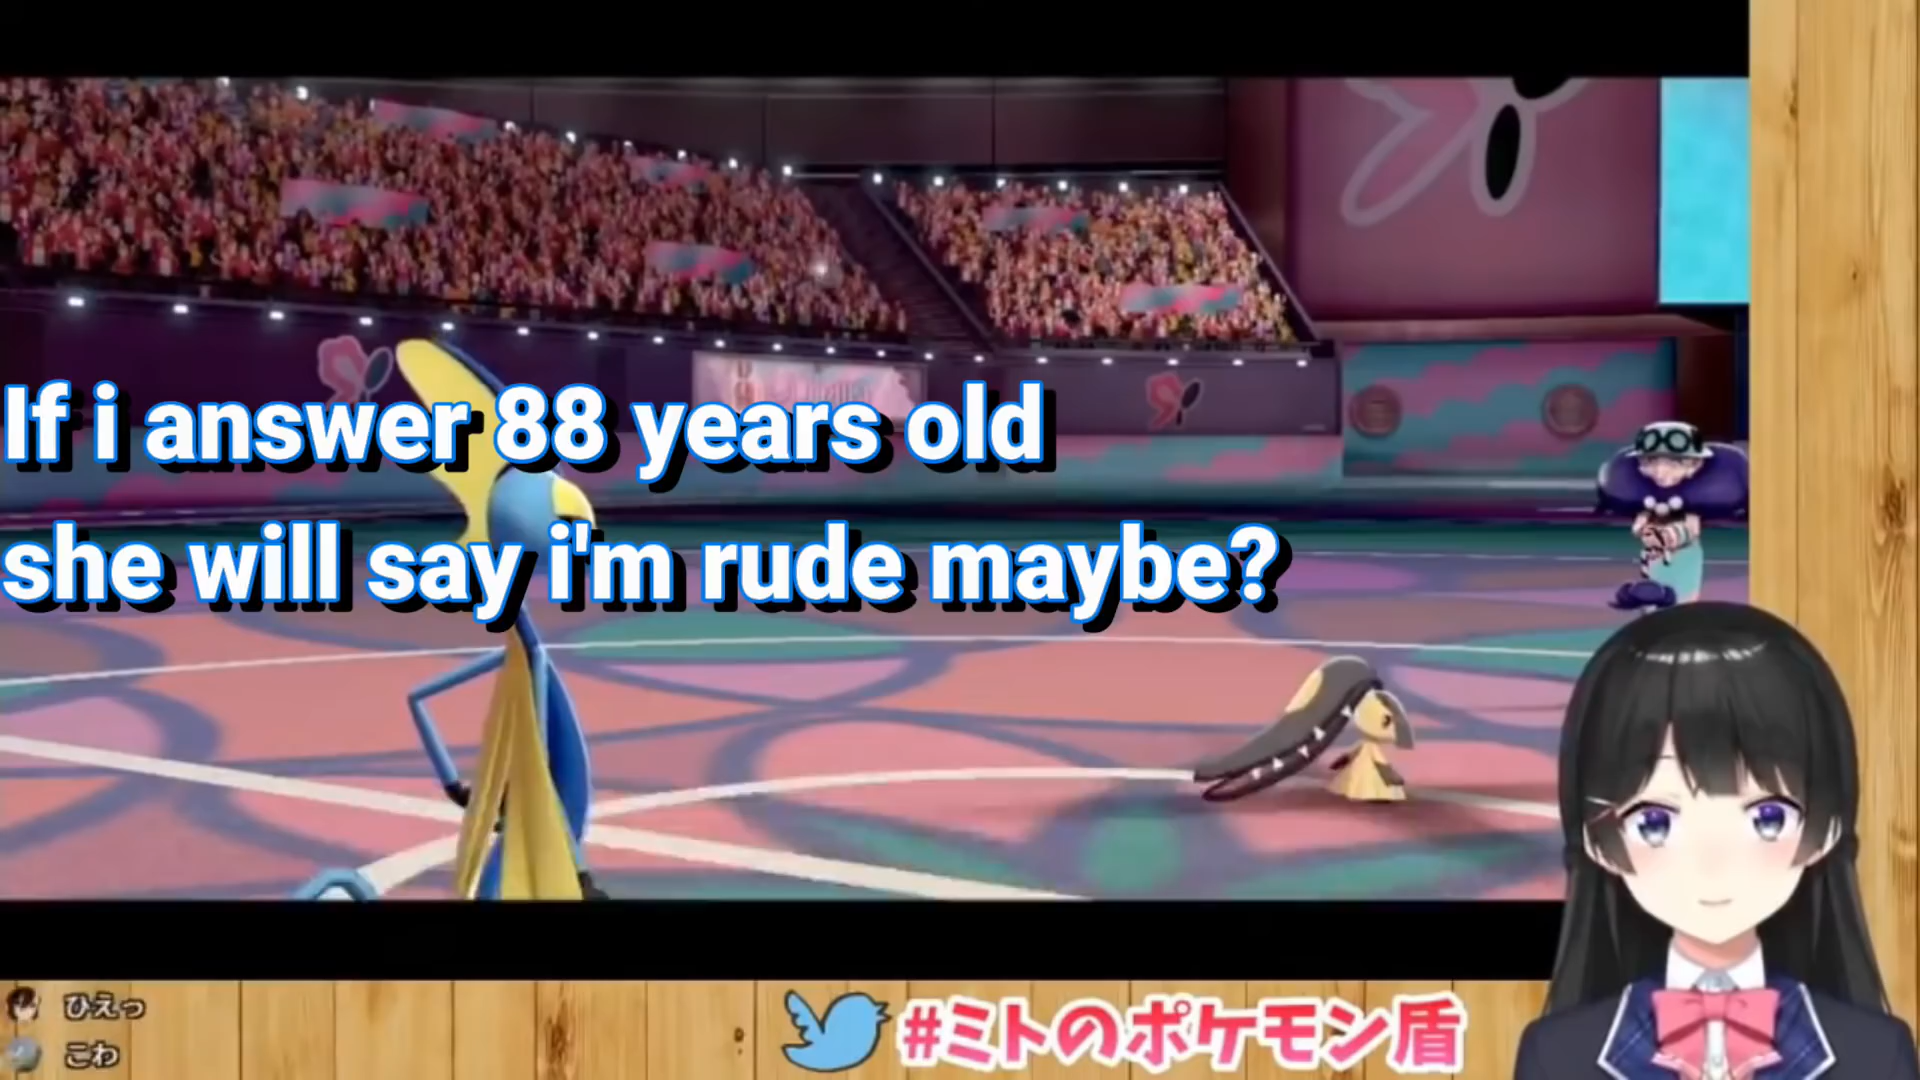 If i answer 88 years old
she will say i'm rude maybe?
ひえっ
こわ
#ミトのポケモン盾